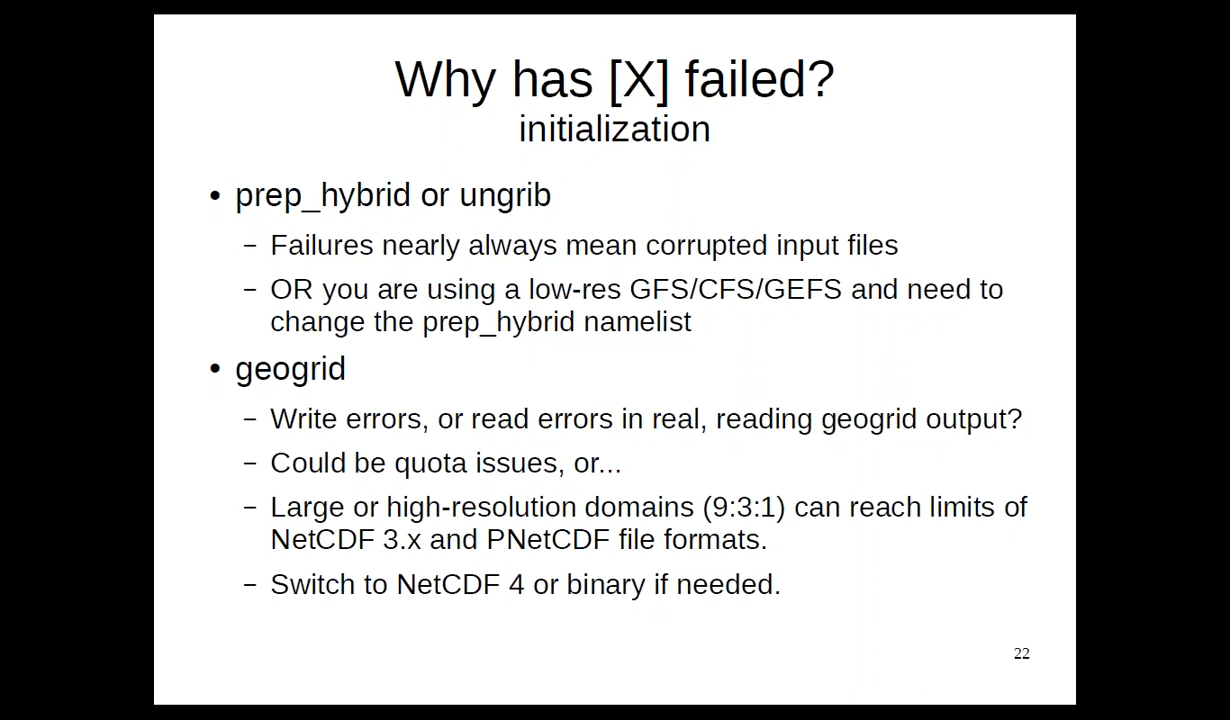 Why has [X] failed?
initialization
• prep_hybrid or ungrib
– Failures nearly always mean corrupted input files
– OR you are using a low-res GFS/CFS/GEFS and need to
change the prep_hybrid namelist
• geogrid
– Write errors, or read errors in real, reading geogrid output?
– Could be quota issues, or...
– Large or high-resolution domains (9:3:1) can reach limits of
NetCDF 3.x and PNetCDF file formats.
– Switch to NetCDF 4 or binary if needed.
22